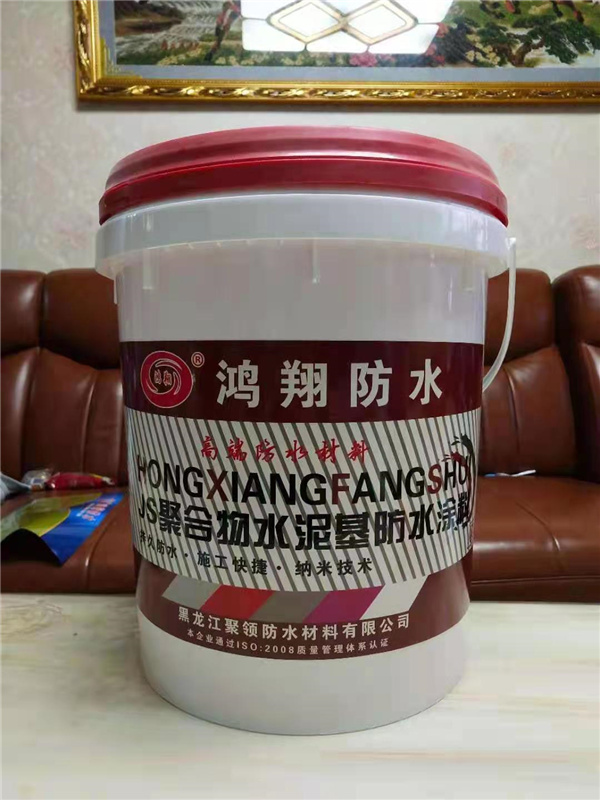 鸿翔®
鸿翔防水
高端防水材料
HONGXIANGFANGSHUI
JS聚合物水泥基防水涂料
持久防水·施工快捷·纳米技术
黑龙江聚领防水材料有限公司
本企业通过ISO:2008质量管理体系认证